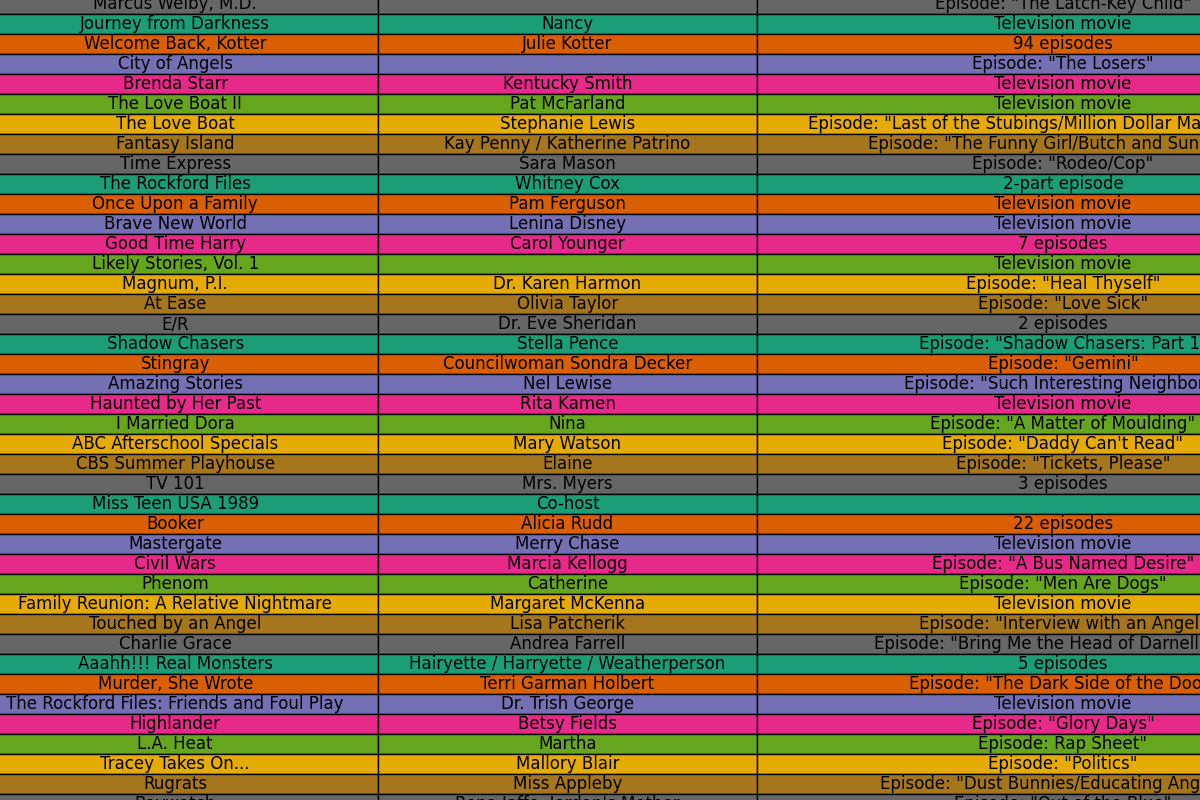 Marcus Welby, M.D. Episode: "The Latch-Key Child"
Journey from Darkness Nancy Television movie
Welcome Back, Kotter Julie Kotter 94 episodes
City of Angels Episode: "The Losers"
Brenda Starr Kentucky Smith Television movie
The Love Boat II Pat McFarland Television movie
The Love Boat Stephanie Lewis Episode: "Last of the Stubings/Million Dollar Ma
Fantasy Island Kay Penny / Katherine Patrino Episode: "The Funny Girl/Butch and Sun
Time Express Sara Mason Episode: "Rodeo/Cop"
The Rockford Files Whitney Cox 2-part episode
Once Upon a Family Pam Ferguson Television movie
Brave New World Lenina Disney Television movie
Good Time Harry Carol Younger 7 episodes
Likely Stories, Vol. 1 Television movie
Magnum, P.I. Dr. Karen Harmon Episode: "Heal Thyself"
At Ease Olivia Taylor Episode: "Love Sick"
E/R Dr. Eve Sheridan 2 episodes
Shadow Chasers Stella Pence Episode: "Shadow Chasers: Part 1
Stingray Councilwoman Sondra Decker Episode: "Gemini"
Amazing Stories Nel Lewise Episode: "Such Interesting Neighbor
Haunted by Her Past Rita Kamen Television movie
I Married Dora Nina Episode: "A Matter of Moulding"
ABC Afterschool Specials Mary Watson Episode: "Daddy Can't Read"
CBS Summer Playhouse Elaine Episode: "Tickets, Please"
TV 101 Mrs. Myers 3 episodes
Miss Teen USA 1989 Co-host
Booker Alicia Rudd 22 episodes
Mastergate Merry Chase Television movie
Civil Wars Marcia Kellogg Episode: "A Bus Named Desire"
Phenom Catherine Episode: "Men Are Dogs"
Family Reunion: A Relative Nightmare Margaret McKenna Television movie
Touched by an Angel Lisa Patcherik Episode: "Interview with an Angel
Charlie Grace Andrea Farrell Episode: "Bring Me the Head of Darnell
Aaahh!!! Real Monsters Hairyette / Harryette / Weatherperson 5 episodes
Murder, She Wrote Terri Garman Holbert Episode: "The Dark Side of the Doo
The Rockford Files: Friends and Foul Play Dr. Trish George Television movie
Highlander Betsy Fields Episode: "Glory Days"
L.A. Heat Martha Episode: Rap Sheet"
Tracey Takes On... Mallory Blair Episode: "Politics"
Rugrats Miss Appleby Episode: "Dust Bunnies/Educating Ang